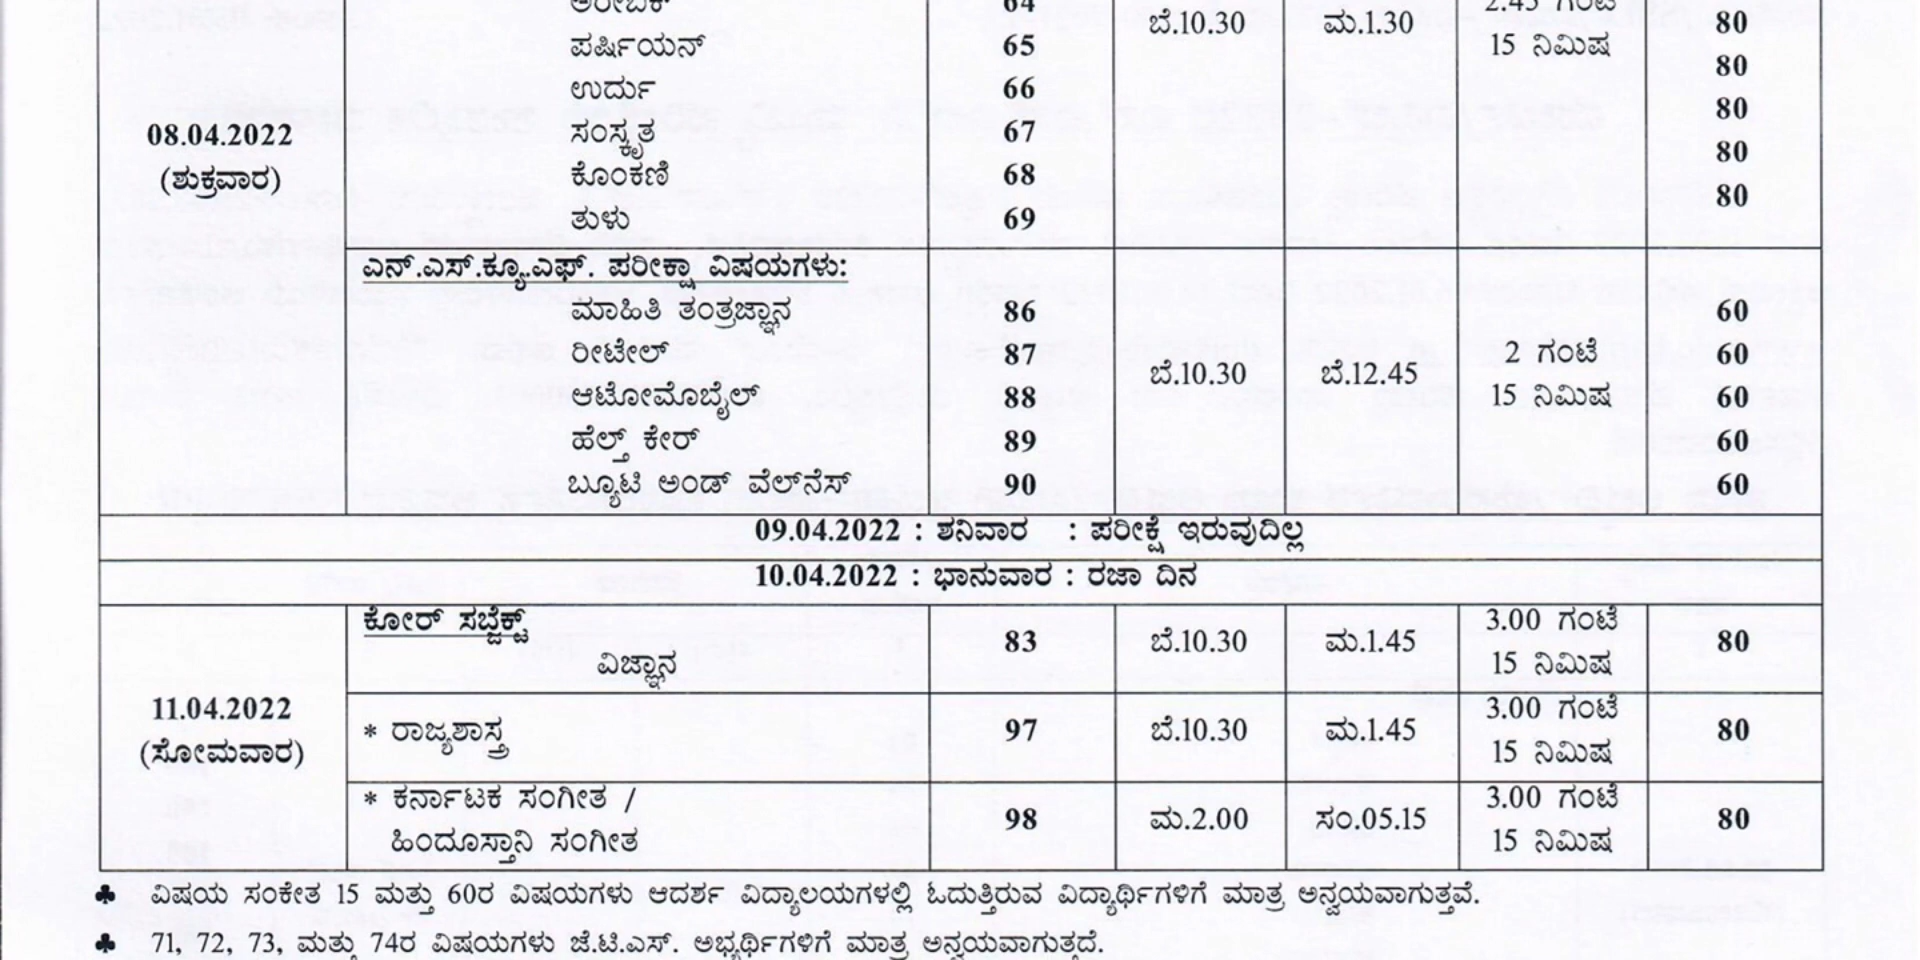 ಅರೇಬಿಕ್ 64 ಬೆ.10.30 ಮ.1.30 2.45 ಗಂಟೆ 80
ಪರ್ಷಿಯನ್ 65 15 ನಿಮಿಷ 80
ಉರ್ದು 66 80
08.04.2022 ಸಂಸ್ಕೃತ 67 80
(ಶುಕ್ರವಾರ) ಕೊಂಕಣಿ 68 80
ತುಳು 69
ಎನ್.ಎಸ್.ಕ್ಯೂ.ಎಫ್. ಪರೀಕ್ಷಾ ವಿಷಯಗಳು:
ಮಾಹಿತಿ ತಂತ್ರಜ್ಞಾನ 86 60
ರೀಟೇಲ್ 87 ಬೆ.10.30 ಬೆ.12.45 2 ಗಂಟೆ 60
ಆಟೋಮೊಬೈಲ್ 88 15 ನಿಮಿಷ 60
ಹೆಲ್ತ್ ಕೇರ್ 89 60
ಬ್ಯೂಟಿ ಅಂಡ್ ವೆಲ್‌ನೆಸ್ 90 60
09.04.2022 : ಶನಿವಾರ : ಪರೀಕ್ಷೆ ಇರುವುದಿಲ್ಲ
10.04.2022 : ಭಾನುವಾರ : ರಜಾ ದಿನ
ಕೋರ್ ಸಬ್ಜೆಕ್ಟ್ 3.00 ಗಂಟೆ
ವಿಜ್ಞಾನ 83 ಬೆ.10.30 ಮ.1.45 15 ನಿಮಿಷ 80
11.04.2022 3.00 ಗಂಟೆ
(ಸೋಮವಾರ) * ರಾಜ್ಯಶಾಸ್ತ್ರ 97 ಬೆ.10.30 ಮ.1.45 15 ನಿಮಿಷ 80
* ಕರ್ನಾಟಕ ಸಂಗೀತ / 3.00 ಗಂಟೆ
ಹಿಂದೂಸ್ತಾನಿ ಸಂಗೀತ 98 ಮ.2.00 ಸಂ.05.15 15 ನಿಮಿಷ 80
♣ ವಿಷಯ ಸಂಕೇತ 15 ಮತ್ತು 60ರ ವಿಷಯಗಳು ಆದರ್ಶ ವಿದ್ಯಾಲಯಗಳಲ್ಲಿ ಓದುತ್ತಿರುವ ವಿದ್ಯಾರ್ಥಿಗಳಿಗೆ ಮಾತ್ರ ಅನ್ವಯವಾಗುತ್ತವೆ.
♣ 71, 72, 73, ಮತ್ತು 74ರ ವಿಷಯಗಳು ಜೆ.ಟಿ.ಎಸ್. ಅಭ್ಯರ್ಥಿಗಳಿಗೆ ಮಾತ್ರ ಅನ್ವಯವಾಗುತ್ತದೆ.